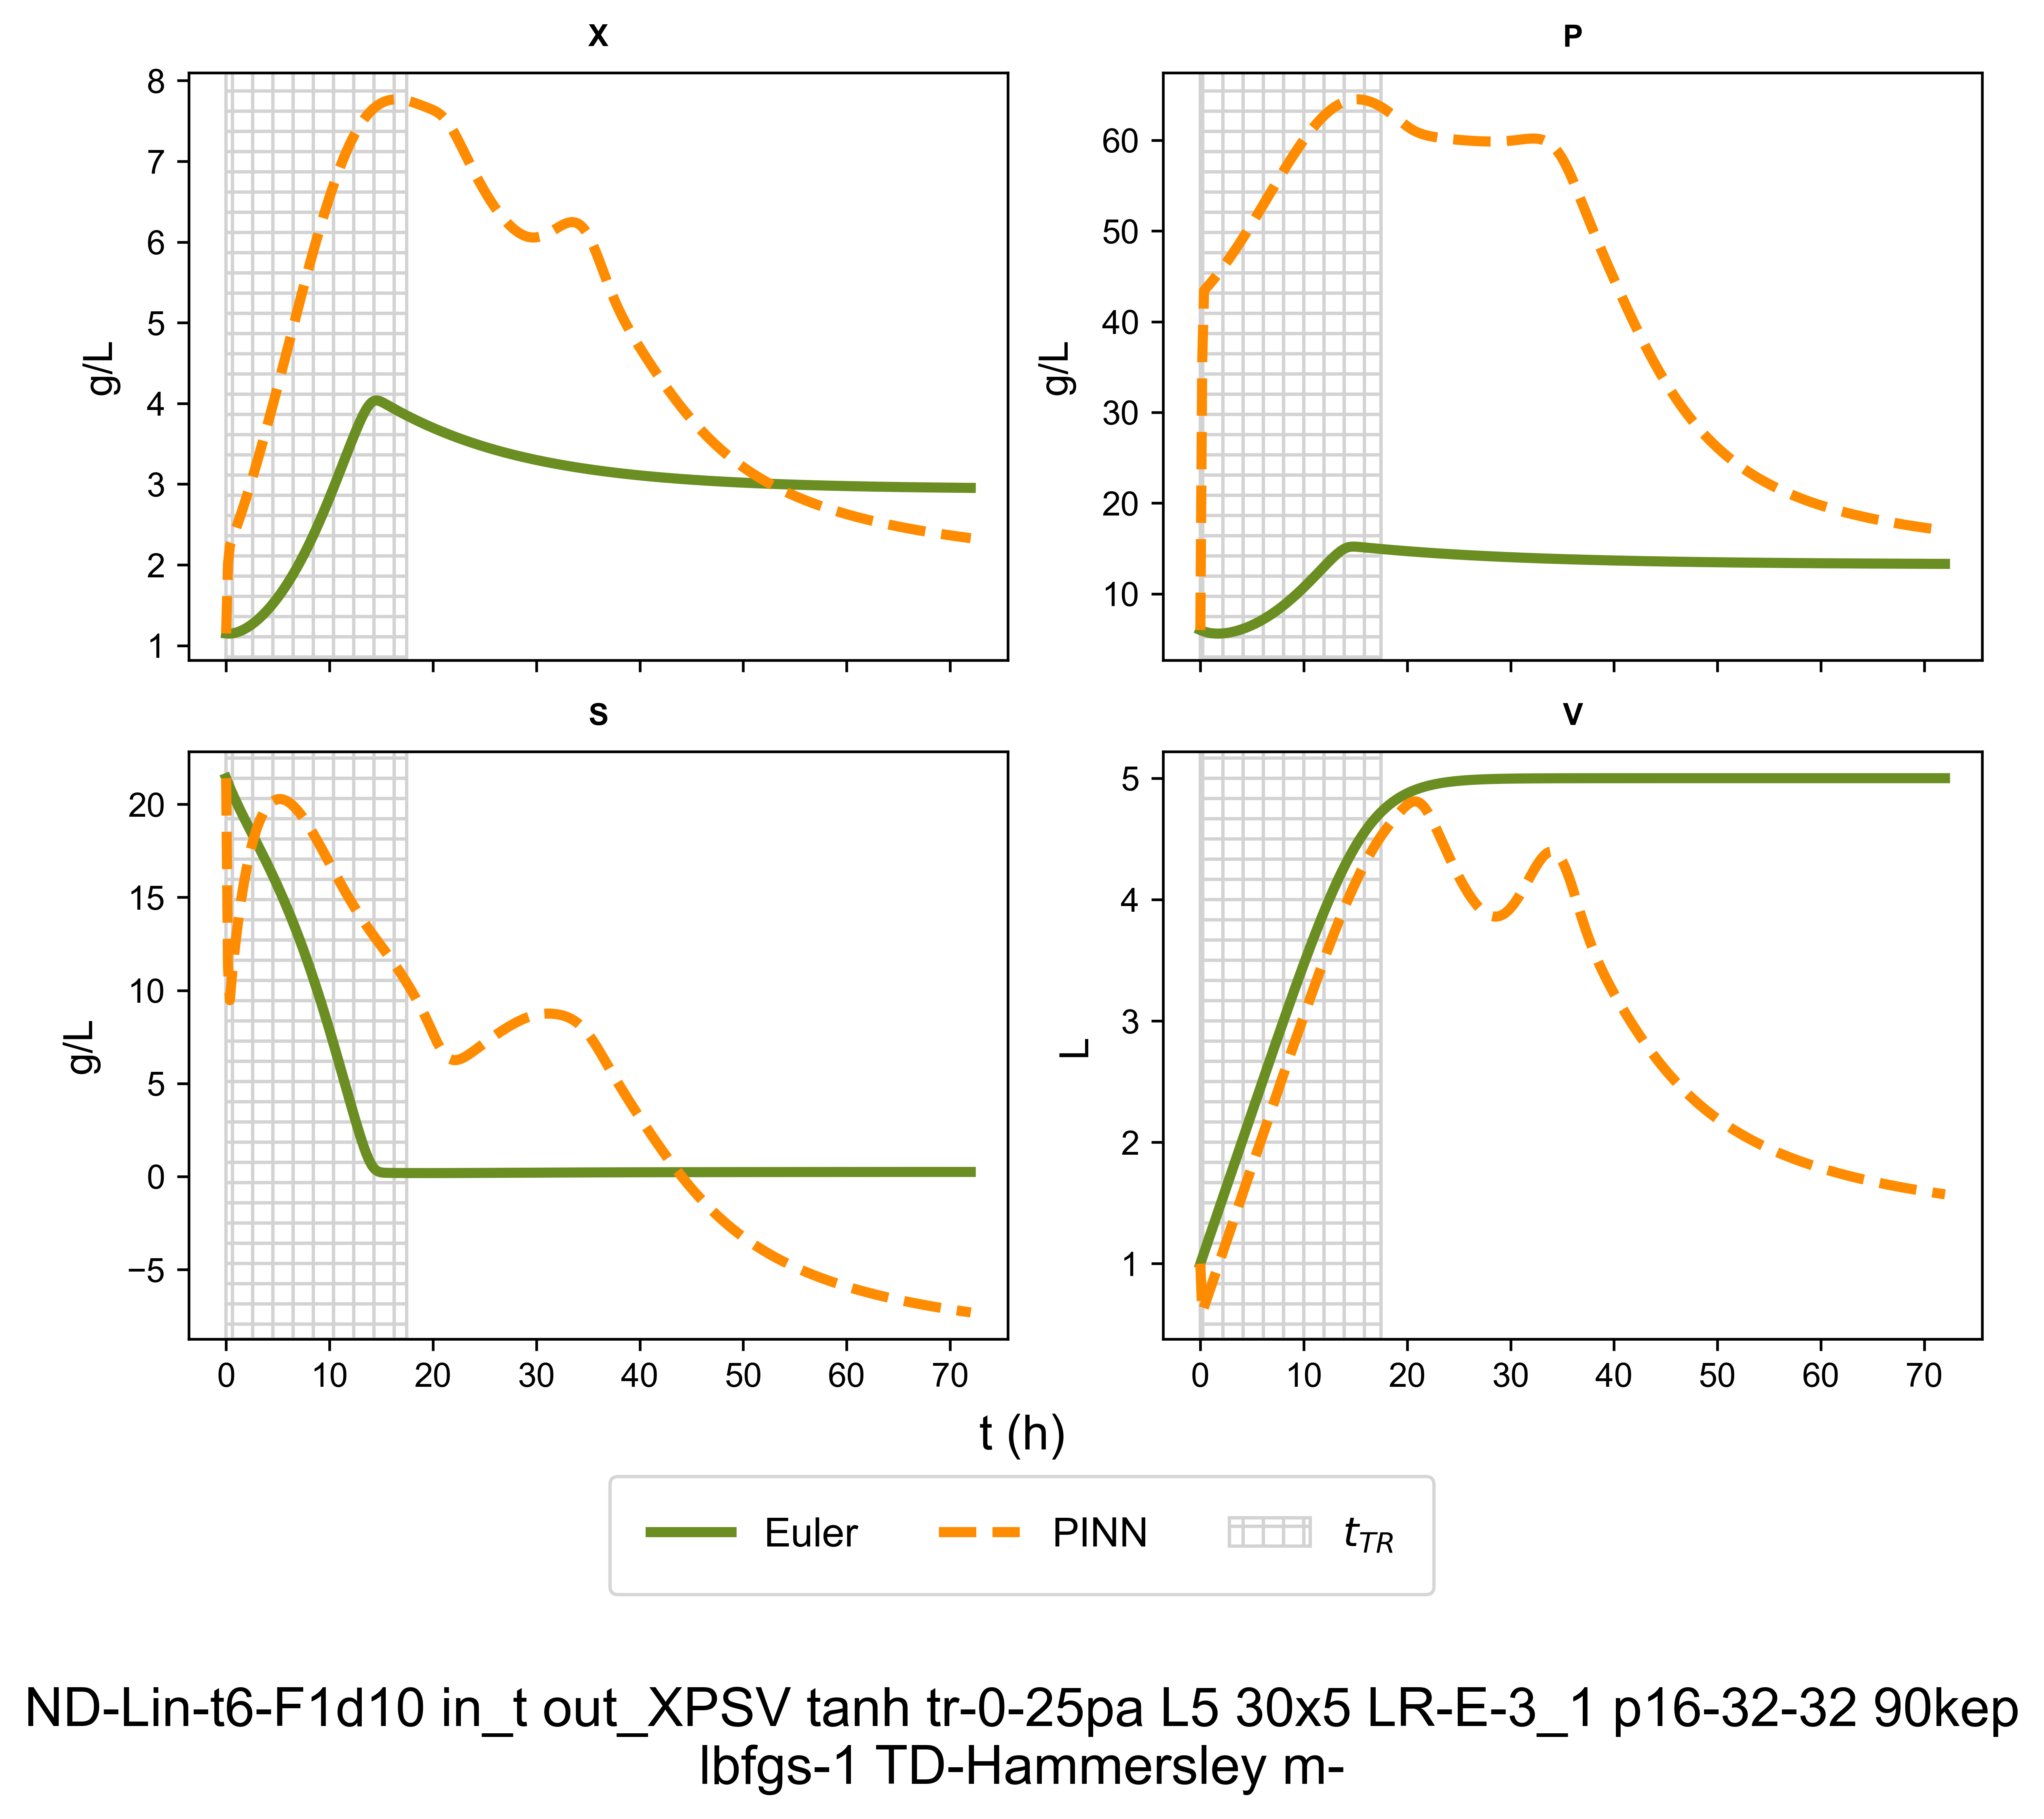 X
P
8
7
6
5
4
3
2
1
g/L
60
50
40
30
20
10
g/L
S
V
20
15
10
5
0
−5
g/L
0 10 20 30 40 50 60 70
5
4
3
2
1
L
0 10 20 30 40 50 60 70
t (h)
Euler PINN t_TR
ND-Lin-t6-F1d10 in_t out_XPSV tanh tr-0-25pa L5 30x5 LR-E-3_1 p16-32-32 90kep
lbfgs-1 TD-Hammersley m-